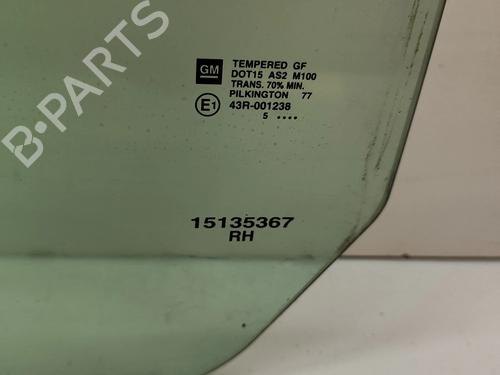 GM
TEMPERED GF
DOT15 AS2 M100
TRANS. 70% MIN.
PILKINGTON 77
E1 43R-001238
5 ....
15135367
RH
B-PARTS